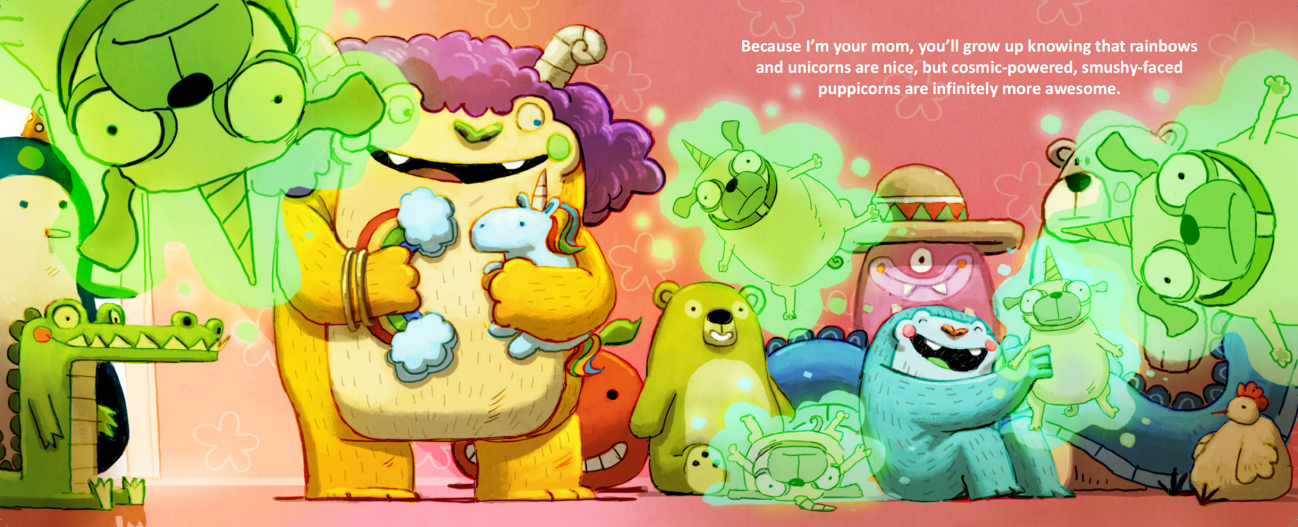 Because I'm your mom, you'll grow up knowing that rainbows
and unicorns are nice, but cosmic-powered, smushy-faced
puppicorns are infinitely more awesome.